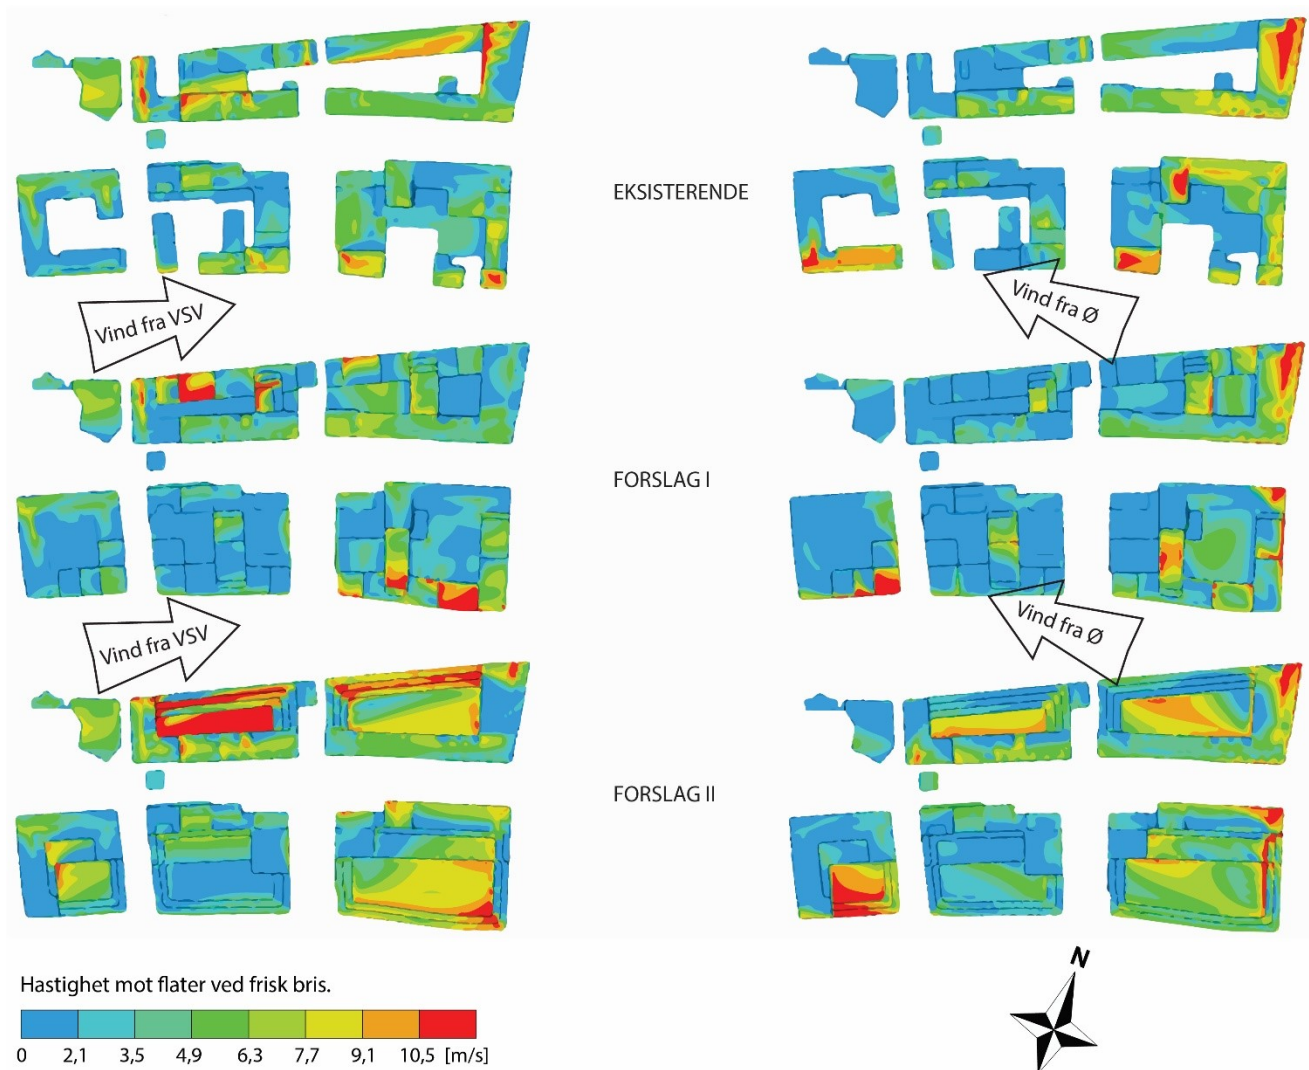 EKSISTERENDE
Vind fra VSV
Vind fra Ø
FORSLAG I
Vind fra VSV
Vind fra Ø
FORSLAG II
N
Hastighet mot flater ved frisk bris.
0 2,1 3,5 4,9 6,3 7,7 9,1 10,5 [m/s]